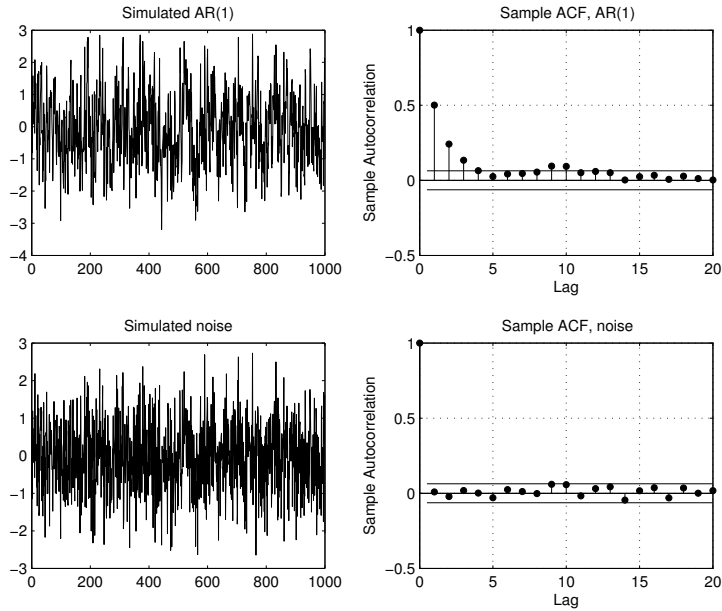 Simulated AR(1)
3
2
1
0
−1
−2
−3
−4
0 200 400 600 800 1000
Sample ACF, AR(1)
Sample Autocorrelation
1
0.5
0
−0.5
0 5 10 15 20
Lag
Simulated noise
3
2
1
0
−1
−2
−3
0 200 400 600 800 1000
Sample ACF, noise
Sample Autocorrelation
1
0.5
0
−0.5
0 5 10 15 20
Lag